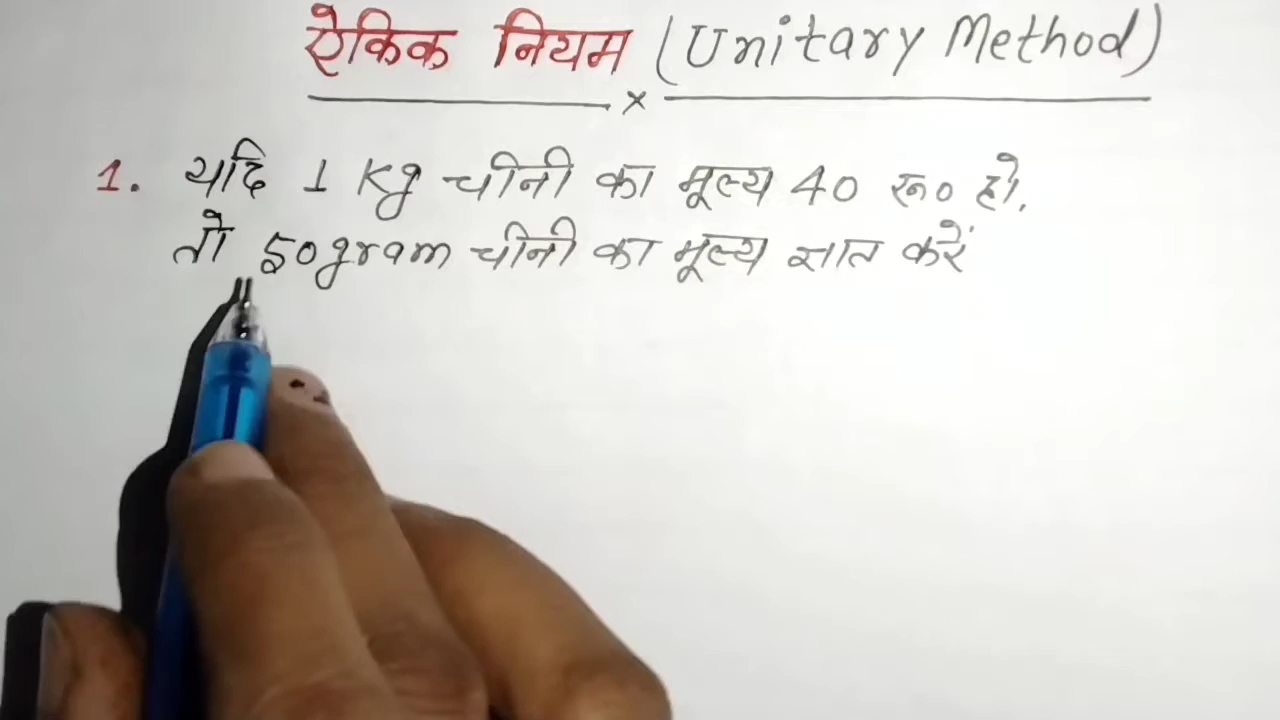 ऐकिक नियम (Unitary Method)
1. यदि 1 Kg चीनी का मूल्य 40 रू० हो,
तो 50gram चीनी का मूल्य ज्ञात करें